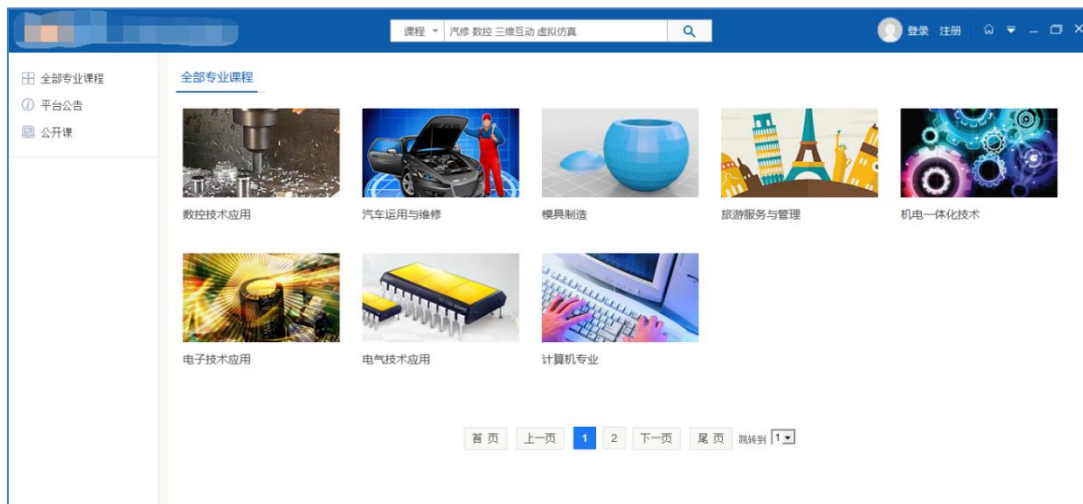 课程 汽修 数控 三维互动 虚拟仿真 登录 注册
全部专业课程
平台公告
公开课
全部专业课程
数控技术应用 汽车运用与维修 模具制造 旅游服务与管理 机电一体化技术
电子技术应用 电气技术应用 计算机专业
首 页 上一页 1 2 下一页 尾 页 跳转到 1